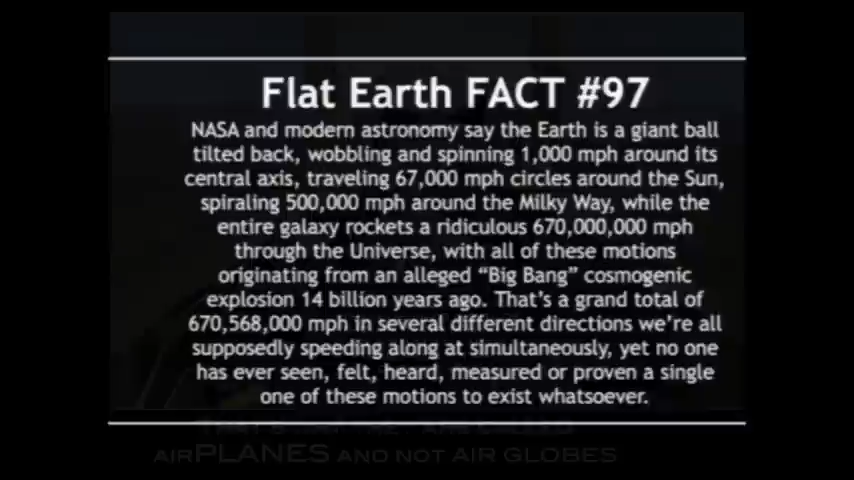 Flat Earth FACT #97
NASA and modern astronomy say the Earth is a giant ball
tilted back, wobbling and spinning 1,000 mph around its
central axis, traveling 67,000 mph circles around the Sun,
spiraling 500,000 mph around the Milky Way, while the
entire galaxy rockets a ridiculous 670,000,000 mph
through the Universe, with all of these motions
originating from an alleged “Big Bang” cosmogenic
explosion 14 billion years ago. That’s a grand total of
670,568,000 mph in several different directions we’re all
supposedly speeding along at simultaneously, yet no one
has ever seen, felt, heard, measured or proven a single
one of these motions to exist whatsoever.
AIRPLANES AND NOT AIR GLOBES